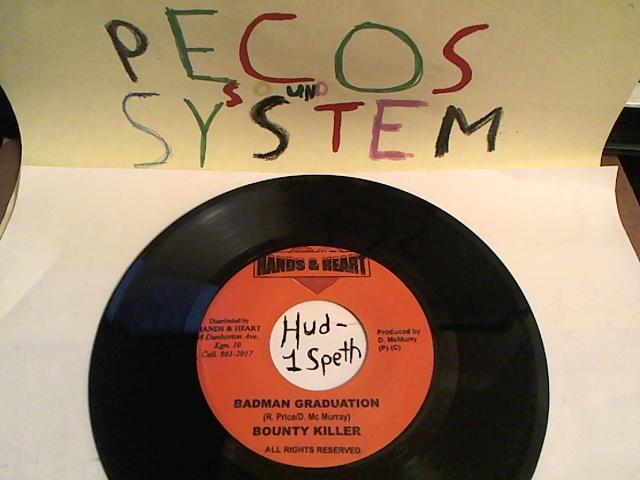 PECOS
SOUND
SYSTEM
HANDS & HEART
Distributed by
HANDS & HEART
Dunbarton Ave.,
Kgn. 10
Cell. 861-2017
Hud-
1 Speth
Produced by
D. McMurry
(P) (C)
BADMAN GRADUATION
(R. Price/D. Mc Murray)
BOUNTY KILLER
ALL RIGHTS RESERVED